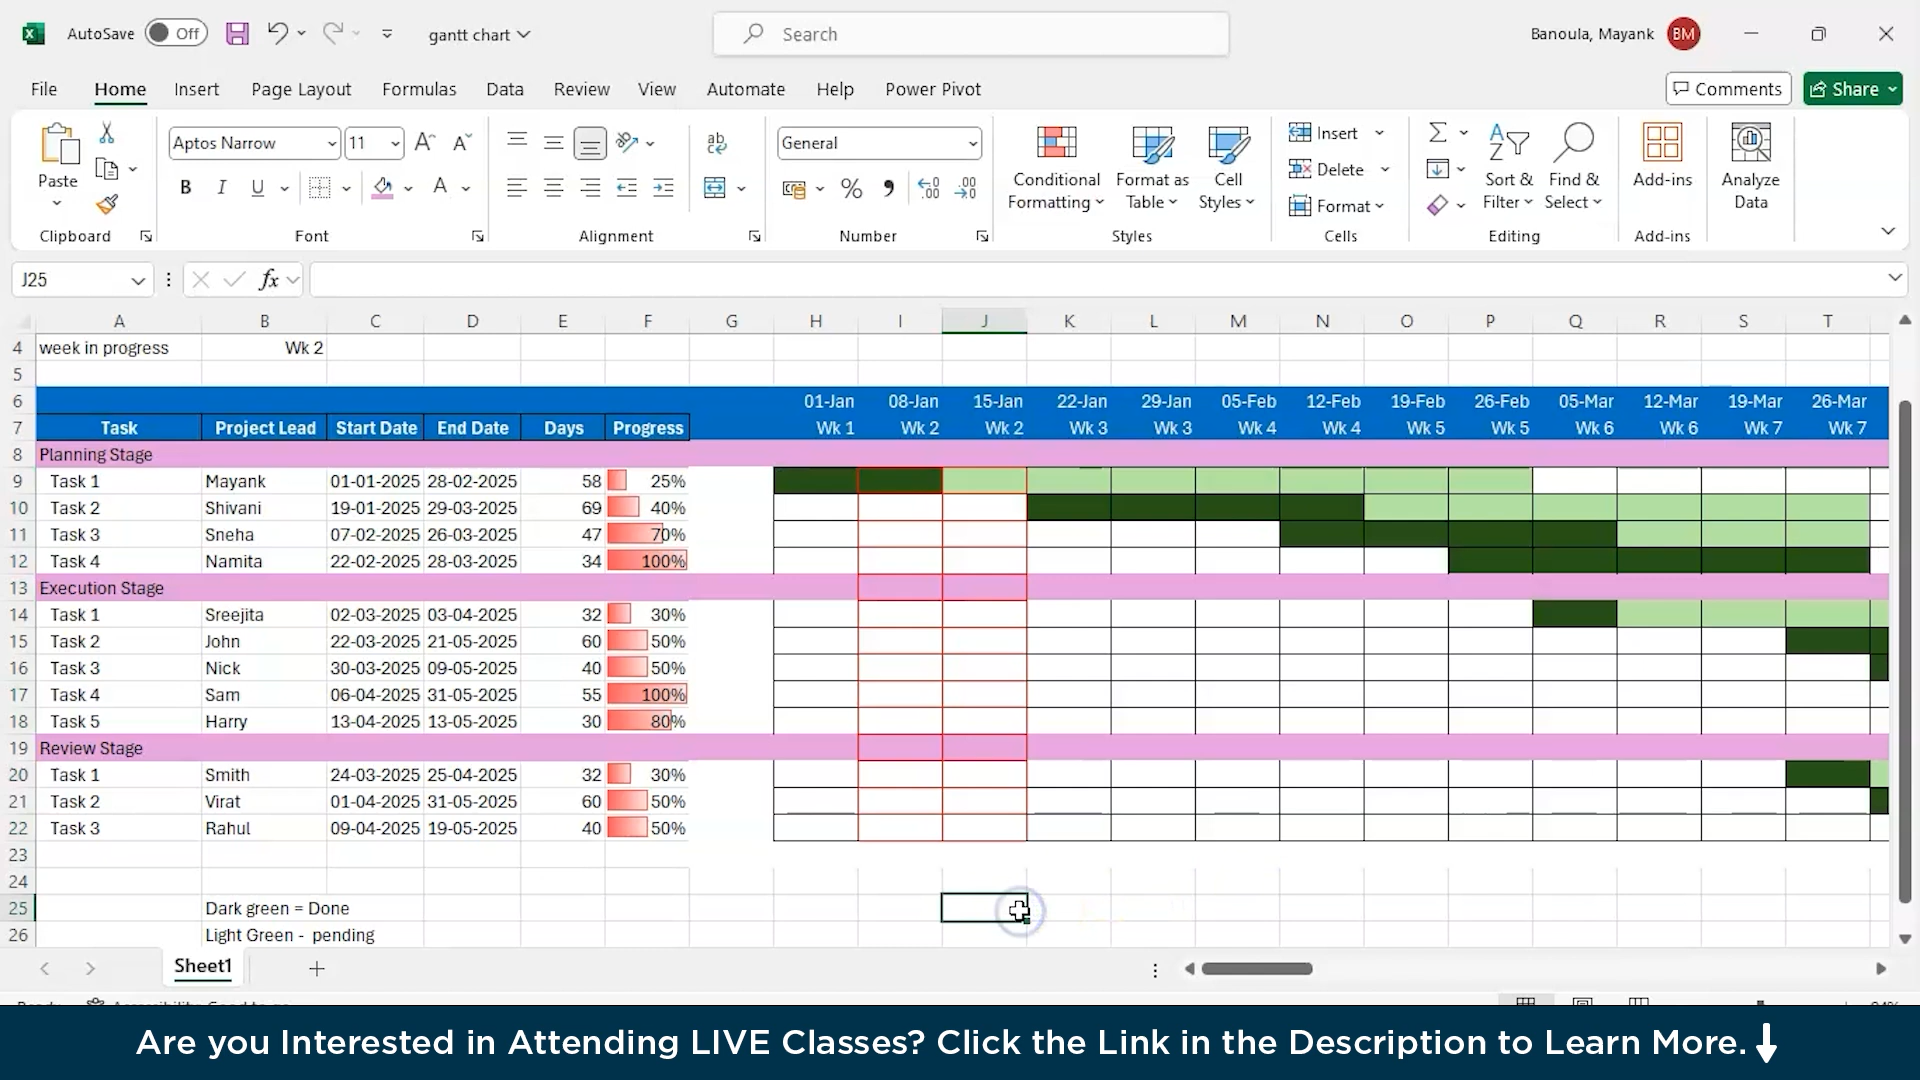 AutoSave Off gantt chart Search Banoula, Mayank BM
File Home Insert Page Layout Formulas Data Review View Automate Help Power Pivot Comments Share
Paste Aptos Narrow 11 General Conditional Formatting Format as Table Cell Styles Insert Delete Format Sort & Filter Find & Select Add-ins Analyze Data
Clipboard Font Alignment Number Styles Cells Editing Add-ins
J25 fx
A B C D E F G H I J K L M N O P Q R S T
4 week in progress Wk 2
5
6 01-Jan 08-Jan 15-Jan 22-Jan 29-Jan 05-Feb 12-Feb 19-Feb 26-Feb 05-Mar 12-Mar 19-Mar 26-Mar
7 Task Project Lead Start Date End Date Days Progress Wk 1 Wk 2 Wk 2 Wk 3 Wk 3 Wk 4 Wk 4 Wk 5 Wk 5 Wk 6 Wk 6 Wk 7 Wk 7
8 Planning Stage
9 Task 1 Mayank 01-01-2025 28-02-2025 58 25%
10 Task 2 Shivani 19-01-2025 29-03-2025 69 40%
11 Task 3 Sneha 07-02-2025 26-03-2025 47 70%
12 Task 4 Namita 22-02-2025 28-03-2025 34 100%
13 Execution Stage
14 Task 1 Sreejita 02-03-2025 03-04-2025 32 30%
15 Task 2 John 22-03-2025 21-05-2025 60 50%
16 Task 3 Nick 30-03-2025 09-05-2025 40 50%
17 Task 4 Sam 06-04-2025 31-05-2025 55 100%
18 Task 5 Harry 13-04-2025 13-05-2025 30 80%
19 Review Stage
20 Task 1 Smith 24-03-2025 25-04-2025 32 30%
21 Task 2 Virat 01-04-2025 31-05-2025 60 50%
22 Task 3 Rahul 09-04-2025 19-05-2025 40 50%
23
24
25 Dark green = Done
26 Light Green - pending
Sheet1
Are you Interested in Attending LIVE Classes? Click the Link in the Description to Learn More.